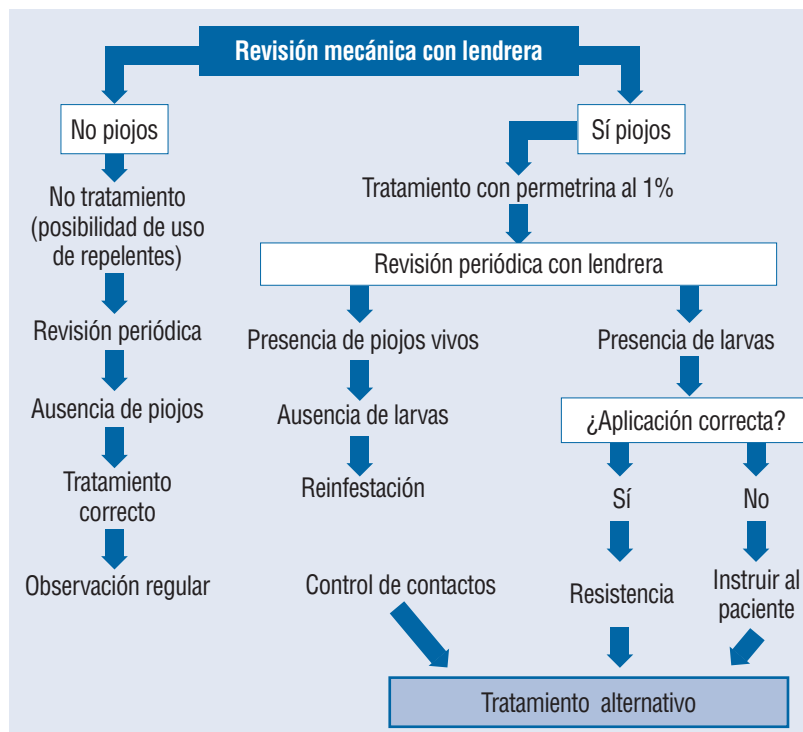 Revisión mecánica con lendrera
No piojos
Sí piojos
No tratamiento
(posibilidad de uso
de repelentes)
Revisión periódica
Ausencia de piojos
Tratamiento
correcto
Observación regular
Tratamiento con permetrina al 1%
Revisión periódica con lendrera
Presencia de piojos vivos
Ausencia de larvas
Reinfestación
Control de contactos
Presencia de larvas
¿Aplicación correcta?
Sí
No
Resistencia
Instruir al
paciente
Tratamiento alternativo